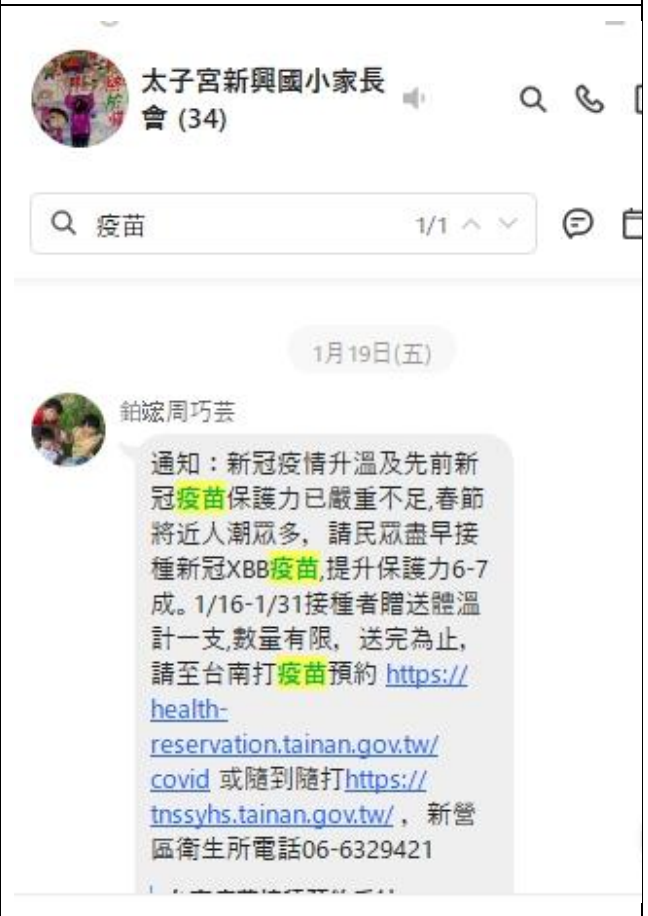 太子宮新興國小家長
會 (34)
疫苗
1/1
1月19日(五)
鉑嬨周巧芸
通知：新冠疫情升溫及先前新
冠疫苗保護力已嚴重不足,春節
將近人潮眾多，請民眾盡早接
種新冠XBB疫苗,提升保護力6-7
成。1/16-1/31接種者贈送體溫
計一支,數量有限，送完為止，
請至台南打疫苗預約 https://
health-
reservation.tainan.gov.tw/
covid 或隨到隨打https://
tnssyhs.tainan.gov.tw/ ，新營
區衛生所電話06-6329421